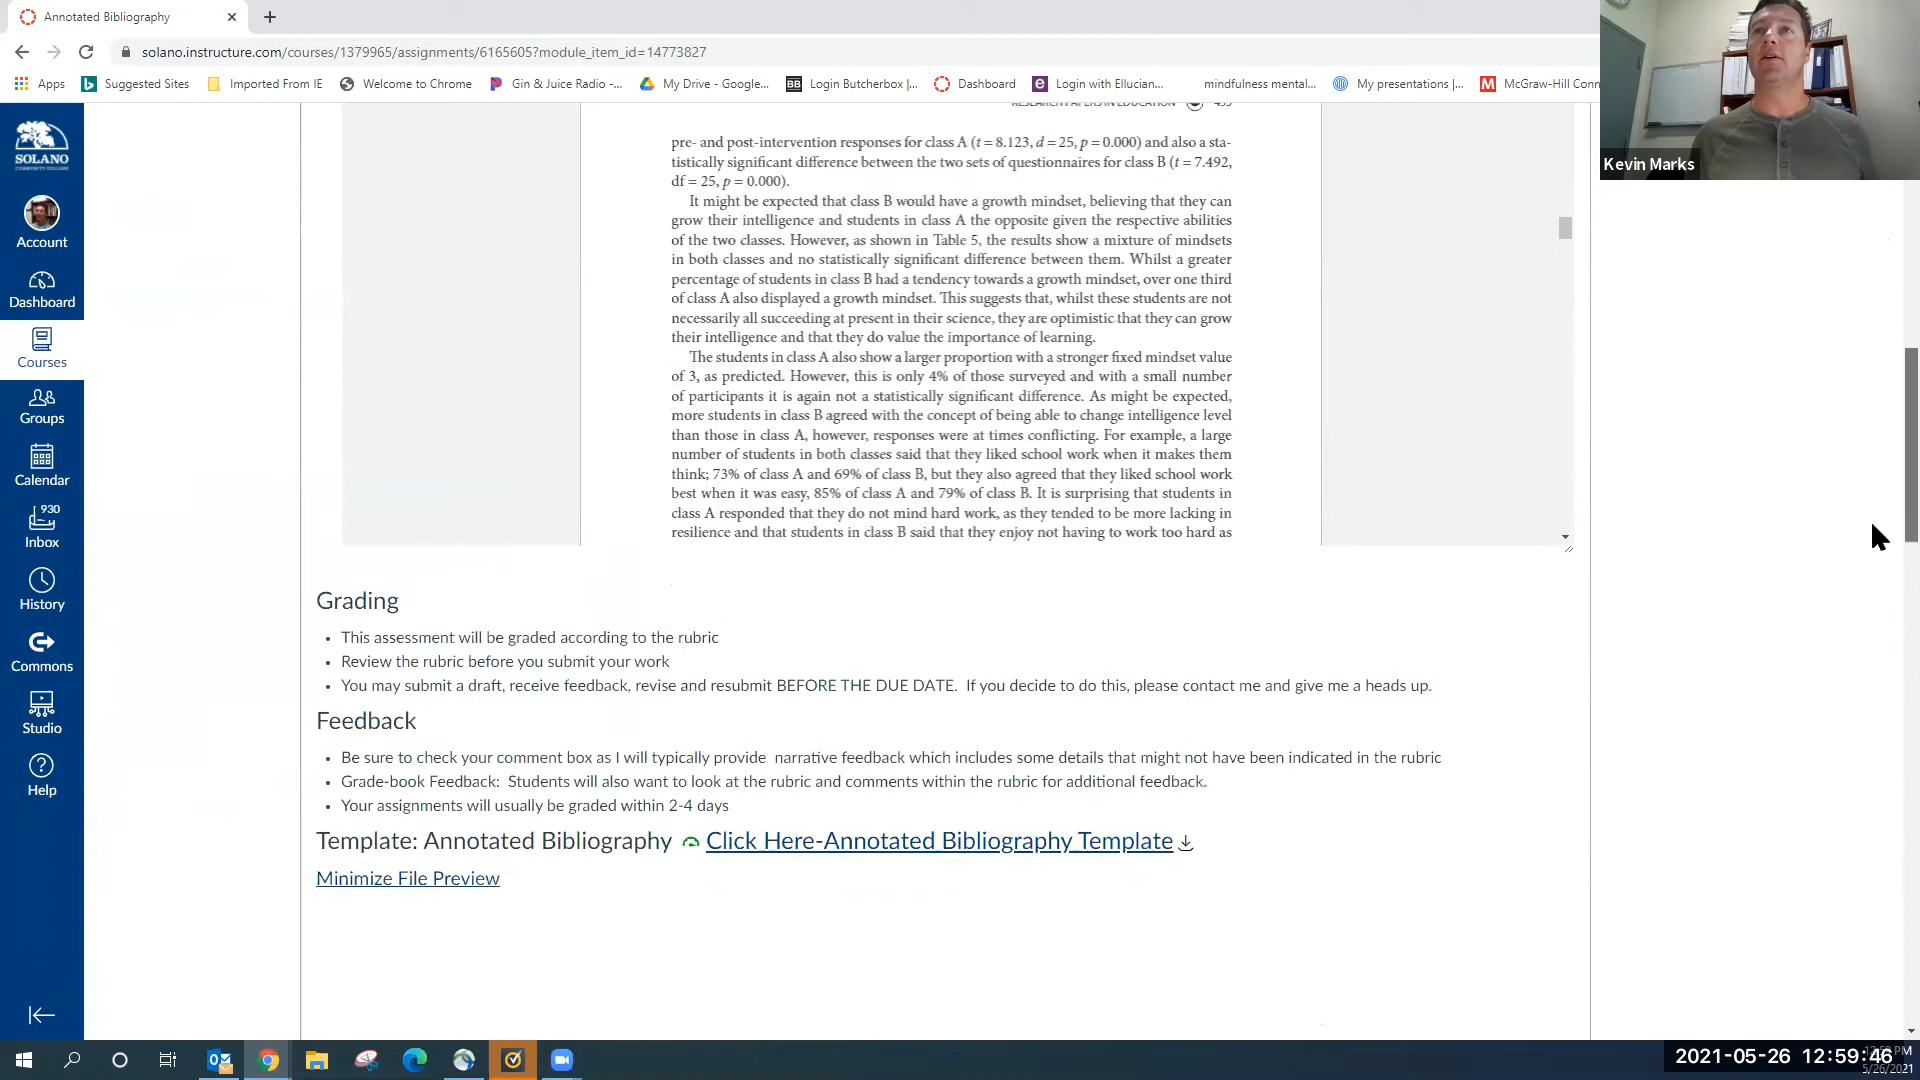 Annotated Bibliography
solano.instructure.com/courses/1379965/assignments/6165605?module_item_id=14773827
Apps
Suggested Sites
Imported From IE
Welcome to Chrome
Gin & Juice Radio -...
My Drive - Google...
BB
Login Butcherbox |...
Dashboard
Login with Ellucian...
mindfulness mental...
My presentations |...
McGraw-Hill Conn
Kevin Marks
SOLANO
COMMUNITY COLLEGE
Account
Dashboard
Courses
Groups
Calendar
930
Inbox
History
Commons
Studio
Help
RESEARCH PAPERS IN EDUCATION
pre- and post-intervention responses for class A (t = 8.123, d = 25, p = 0.000) and also a sta-
tistically significant difference between the two sets of questionnaires for class B (t = 7.492,
df = 25, p = 0.000).
It might be expected that class B would have a growth mindset, believing that they can
grow their intelligence and students in class A the opposite given the respective abilities
of the two classes. However, as shown in Table 5, the results show a mixture of mindsets
in both classes and no statistically significant difference between them. Whilst a greater
percentage of students in class B had a tendency towards a growth mindset, over one third
of class A also displayed a growth mindset. This suggests that, whilst these students are not
necessarily all succeeding at present in their science, they are optimistic that they can grow
their intelligence and that they do value the importance of learning.
The students in class A also show a larger proportion with a stronger fixed mindset value
of 3, as predicted. However, this is only 4% of those surveyed and with a small number
of participants it is again not a statistically significant difference. As might be expected,
more students in class B agreed with the concept of being able to change intelligence level
than those in class A, however, responses were at times conflicting. For example, a large
number of students in both classes said that they liked school work when it makes them
think; 73% of class A and 69% of class B, but they also agreed that they liked school work
best when it was easy, 85% of class A and 79% of class B. It is surprising that students in
class A responded that they do not mind hard work, as they tended to be more lacking in
resilience and that students in class B said that they enjoy not having to work too hard as
Grading
This assessment will be graded according to the rubric
Review the rubric before you submit your work
You may submit a draft, receive feedback, revise and resubmit BEFORE THE DUE DATE. If you decide to do this, please contact me and give me a heads up.
Feedback
Be sure to check your comment box as I will typically provide narrative feedback which includes some details that might not have been indicated in the rubric
Grade-book Feedback: Students will also want to look at the rubric and comments within the rubric for additional feedback.
Your assignments will usually be graded within 2-4 days
Template: Annotated Bibliography Click Here-Annotated Bibliography Template
Minimize File Preview
2021-05-26 12:59:46
5/26/2021